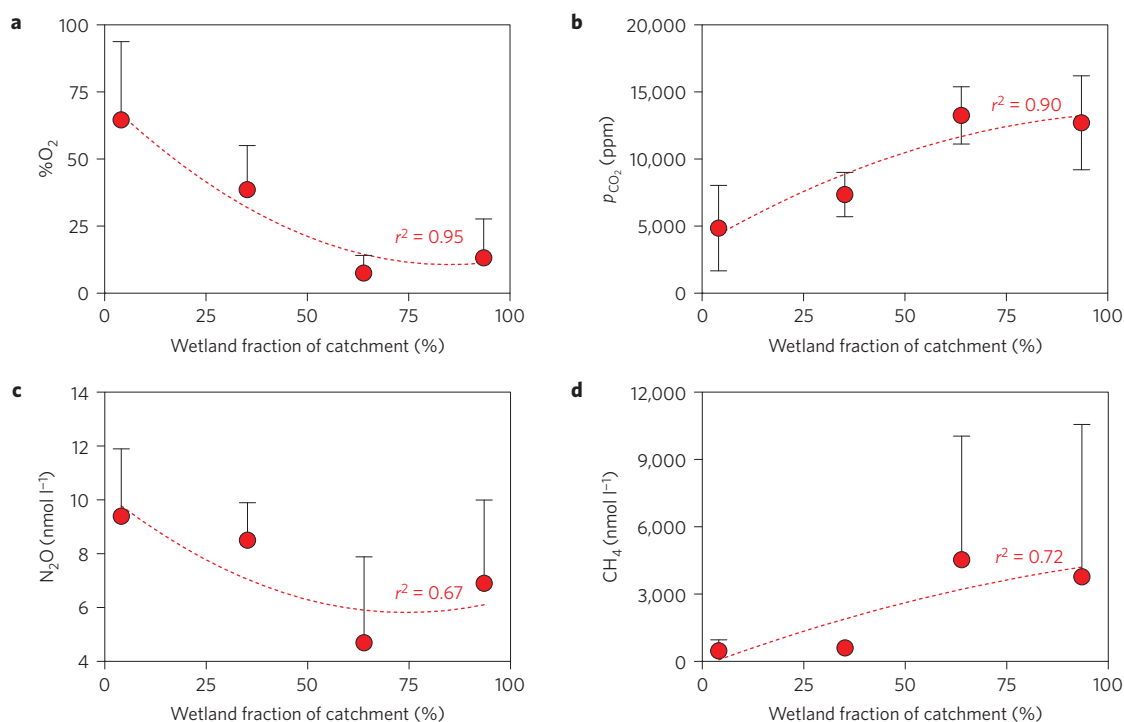 a
100
75
50
25
0
%O₂
r² = 0.95
0 25 50 75 100
Wetland fraction of catchment (%)
b
20,000
15,000
10,000
5,000
0
pCO₂ (ppm)
r² = 0.90
0 25 50 75 100
Wetland fraction of catchment (%)
c
14
12
10
8
6
4
N₂O (nmol l⁻¹)
r² = 0.67
0 25 50 75 100
Wetland fraction of catchment (%)
d
12,000
9,000
6,000
3,000
0
CH₄ (nmol l⁻¹)
r² = 0.72
0 25 50 75 100
Wetland fraction of catchment (%)